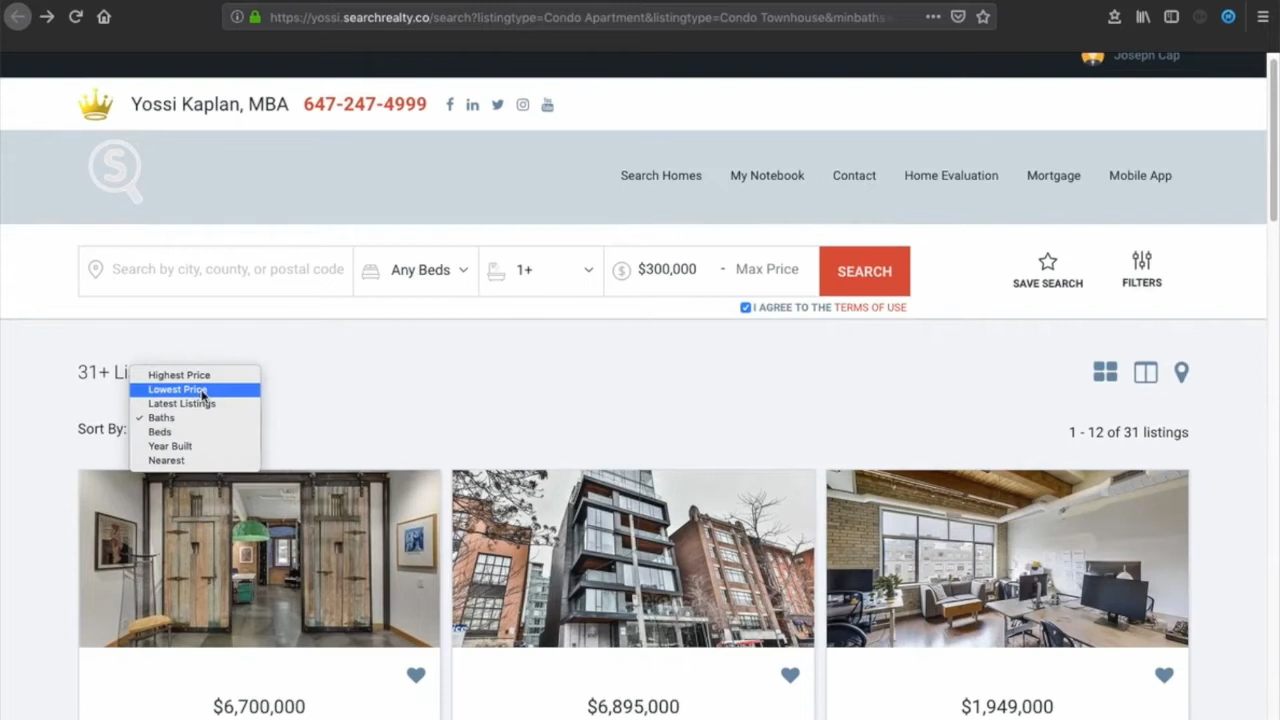 https://yossi.searchrealty.co/search?listingtype=Condo Apartment&listingtype=Condo Townhouse&minbaths
Joseph Cap
Yossi Kaplan, MBA 647-247-4999
S
Search Homes My Notebook Contact Home Evaluation Mortgage Mobile App
Search by city, county, or postal code Any Beds 1+ $ $300,000 - Max Price SEARCH
SAVE SEARCH FILTERS
I AGREE TO THE TERMS OF USE
31+ Li
Highest Price
Lowest Price
Latest Listings
✓ Baths
Beds
Year Built
Nearest
Sort By:
1 - 12 of 31 listings
$6,700,000 $6,895,000 $1,949,000